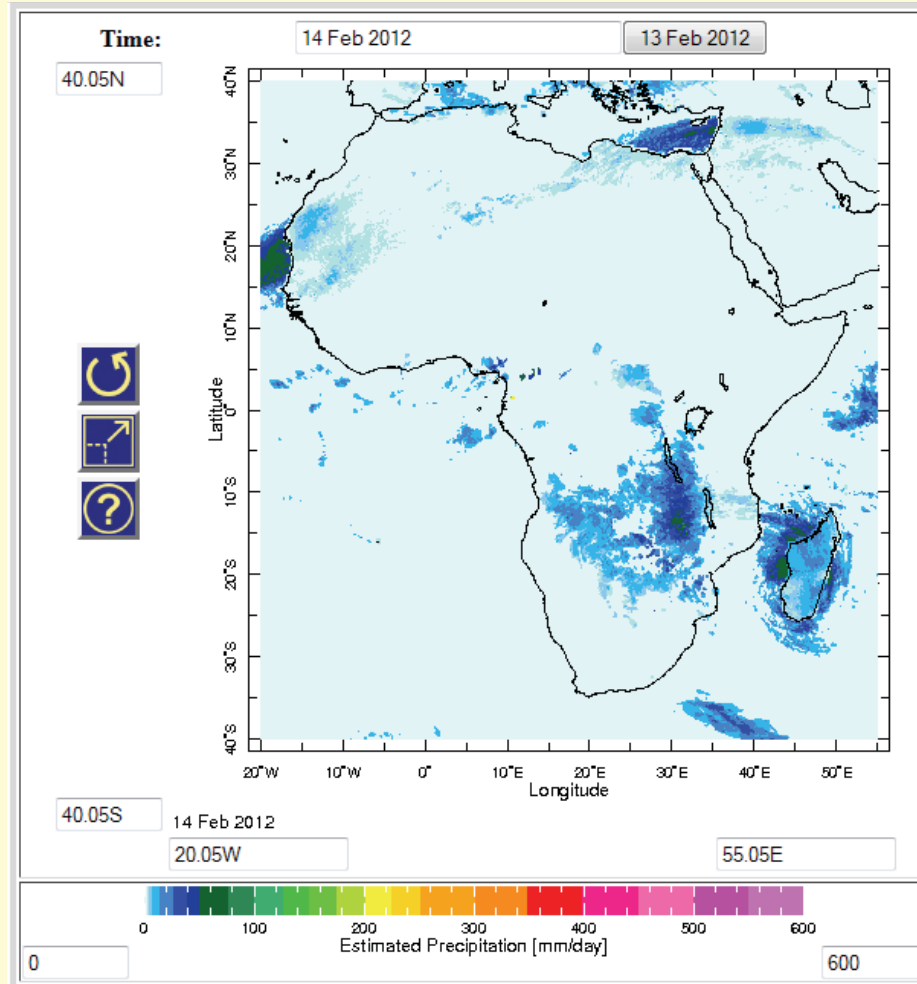 Time: 14 Feb 2012 13 Feb 2012
40.05N
40°N
30°N
20°N
10°N
0°
10°S
20°S
30°S
40°S
Latitude
?
20°W 10°W 0° 10°E 20°E 30°E 40°E 50°E
Longitude
40.05S 14 Feb 2012
20.05W 55.05E
0 100 200 300 400 500 600
Estimated Precipitation [mm/day]
0 600